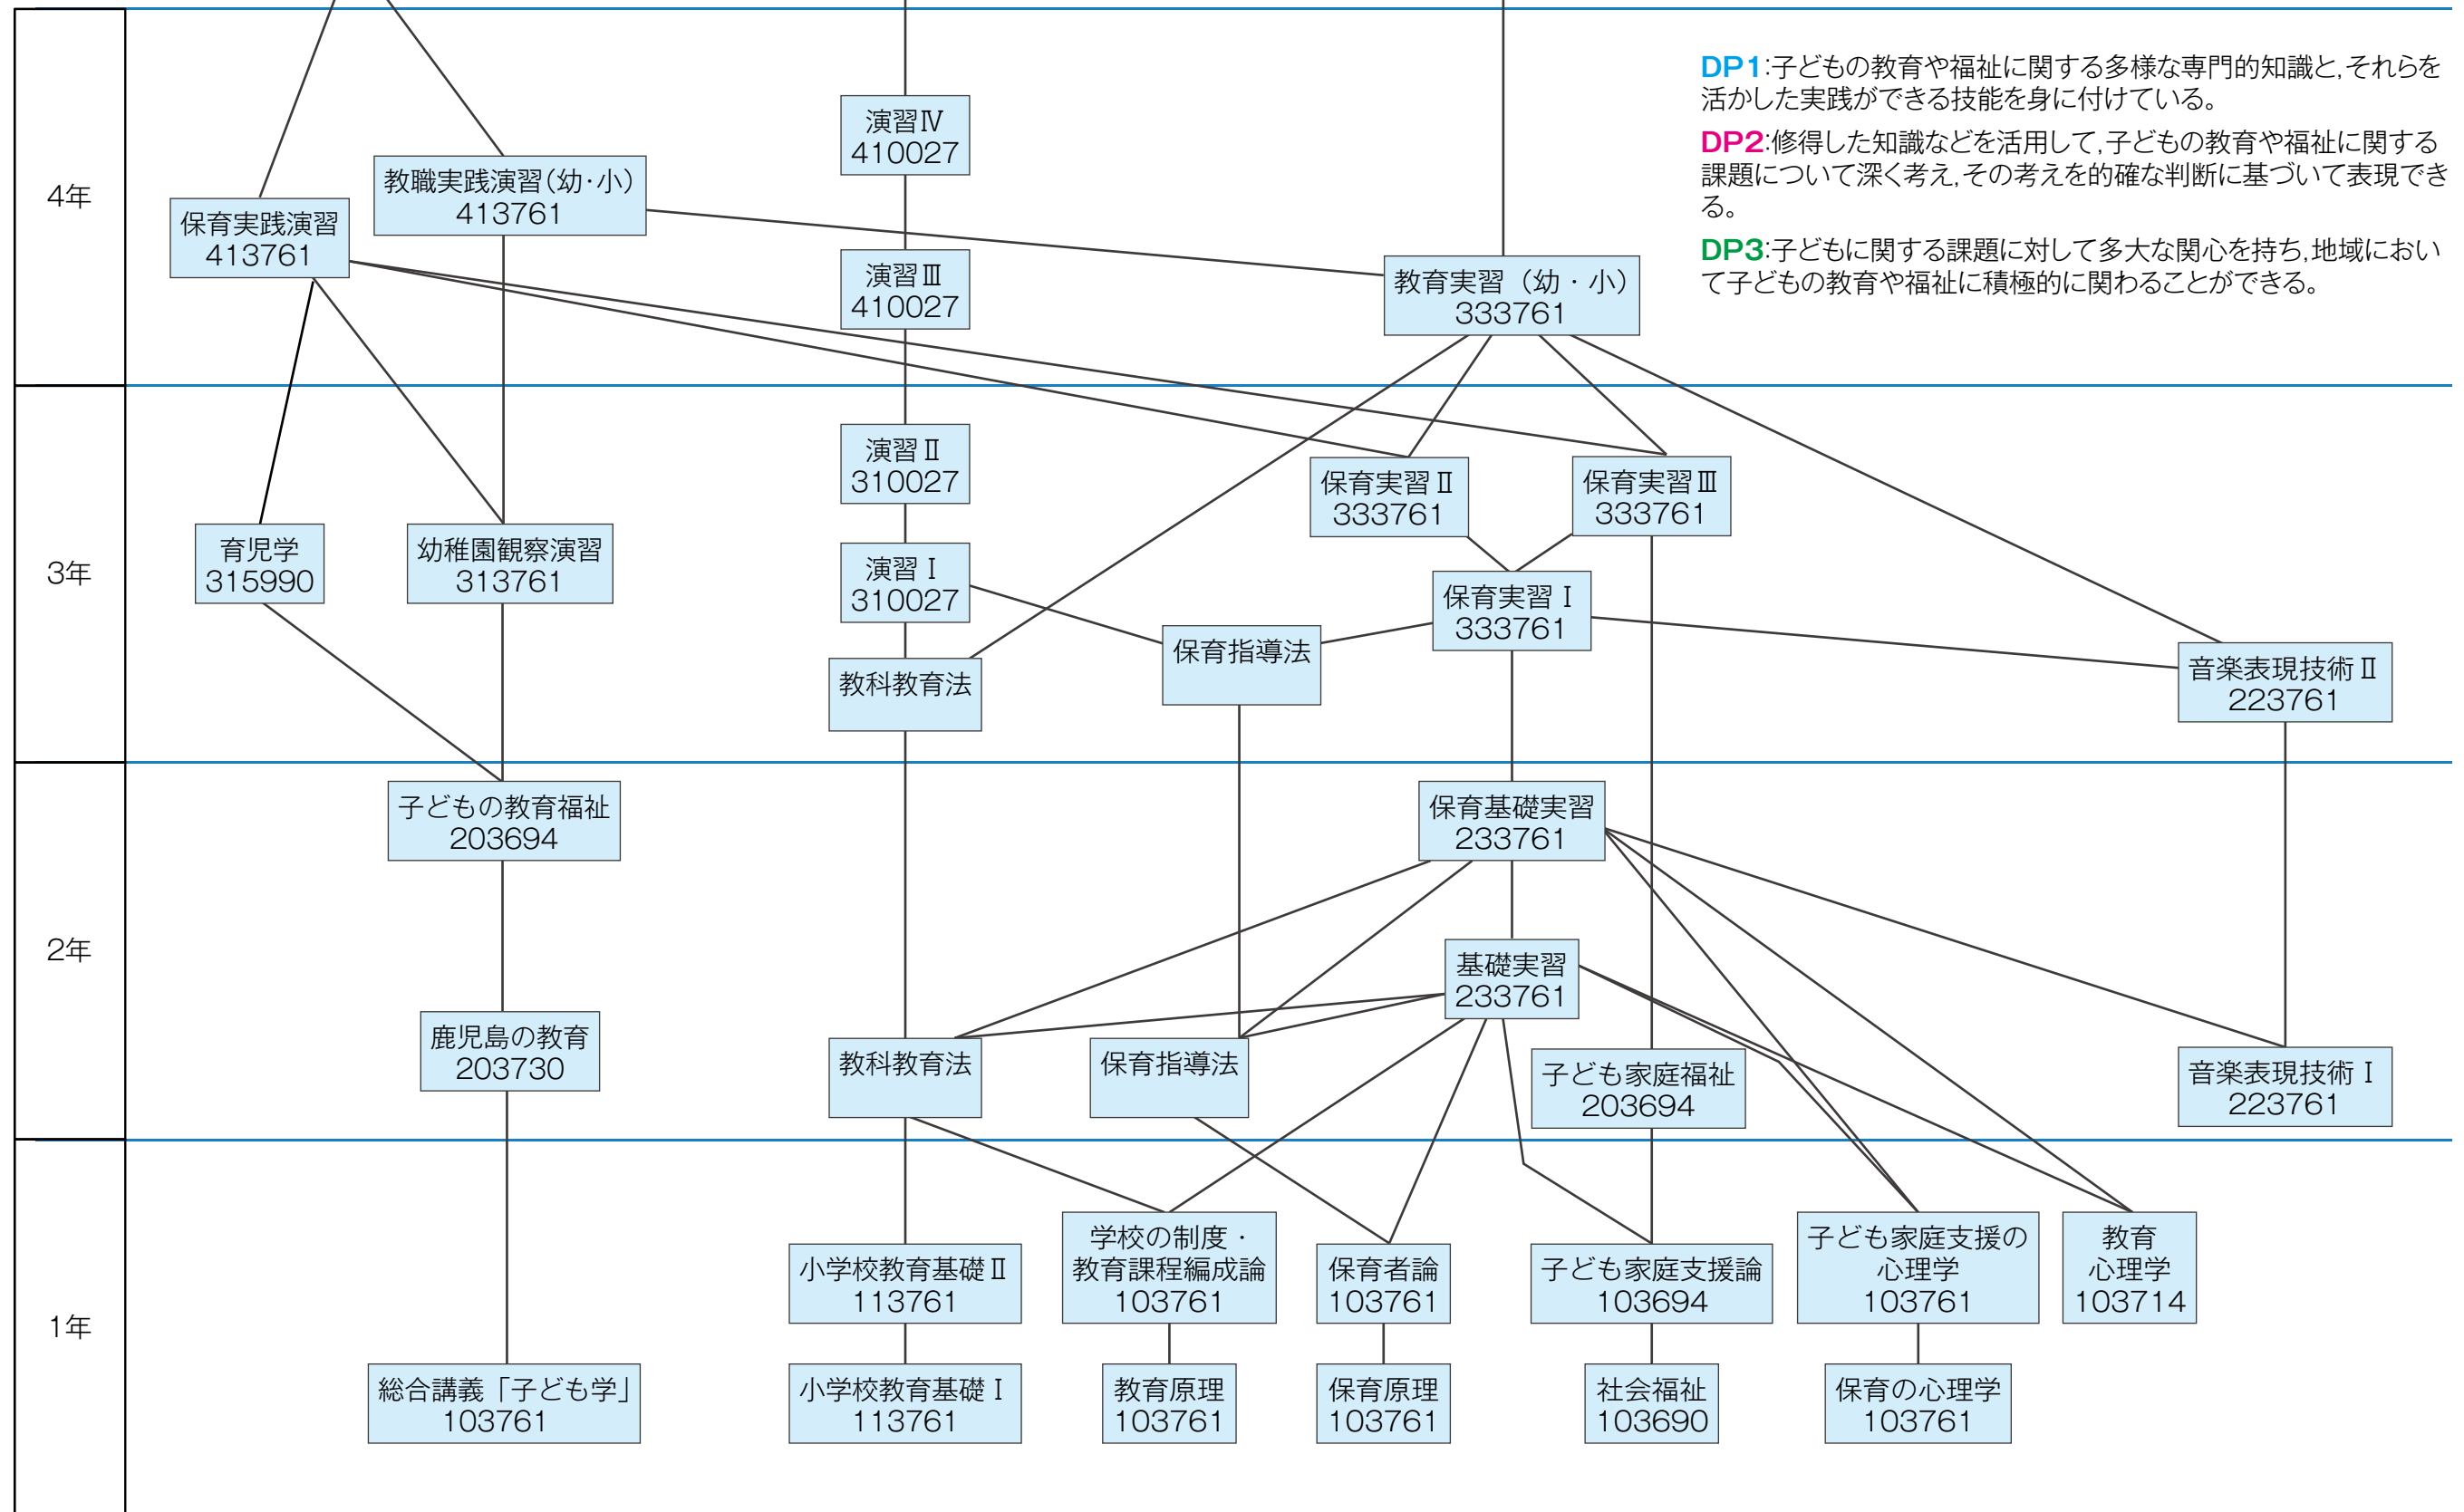 DP1:子どもの教育や福祉に関する多様な専門的知識と,それらを
活かした実践ができる技能を身に付けている。
DP2:修得した知識などを活用して,子どもの教育や福祉に関する
課題について深く考え,その考えを的確な判断に基づいて表現でき
る。
DP3:子どもに関する課題に対して多大な関心を持ち,地域におい
て子どもの教育や福祉に積極的に関わることができる。
4年
演習Ⅳ
410027
教職実践演習(幼・小)
413761
保育実践演習
413761
演習Ⅲ
410027
教育実習(幼・小)
333761
3年
演習Ⅱ
310027
保育実習Ⅱ
333761
保育実習Ⅲ
333761
育児学
315990
幼稚園観察演習
313761
演習Ⅰ
310027
保育実習Ⅰ
333761
保育指導法
教科教育法
音楽表現技術Ⅱ
223761
2年
子どもの教育福祉
203694
保育基礎実習
233761
基礎実習
233761
鹿児島の教育
203730
教科教育法
保育指導法
子ども家庭福祉
203694
音楽表現技術Ⅰ
223761
1年
小学校教育基礎Ⅱ
113761
学校の制度・
教育課程編成論
103761
保育者論
103761
子ども家庭支援論
103694
子ども家庭支援の
心理学
103761
教育
心理学
103714
総合講義「子ども学」
103761
小学校教育基礎Ⅰ
113761
教育原理
103761
保育原理
103761
社会福祉
103690
保育の心理学
103761